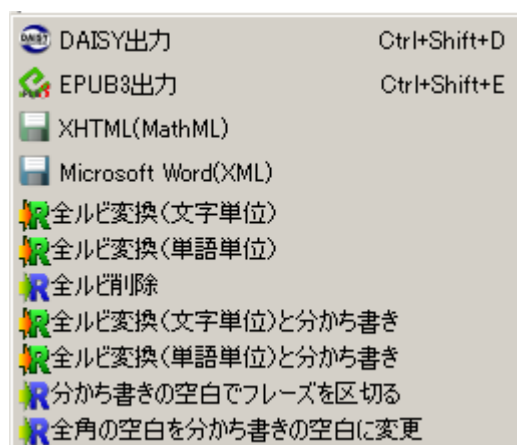 DAISY出力 Ctrl+Shift+D
EPUB3出力 Ctrl+Shift+E
XHTML(MathML)
Microsoft Word(XML)
全ルビ変換(文字単位)
全ルビ変換(単語単位)
全ルビ削除
全ルビ変換(文字単位)と分かち書き
全ルビ変換(単語単位)と分かち書き
分かち書きの空白でフレーズを区切る
全角の空白を分かち書きの空白に変更